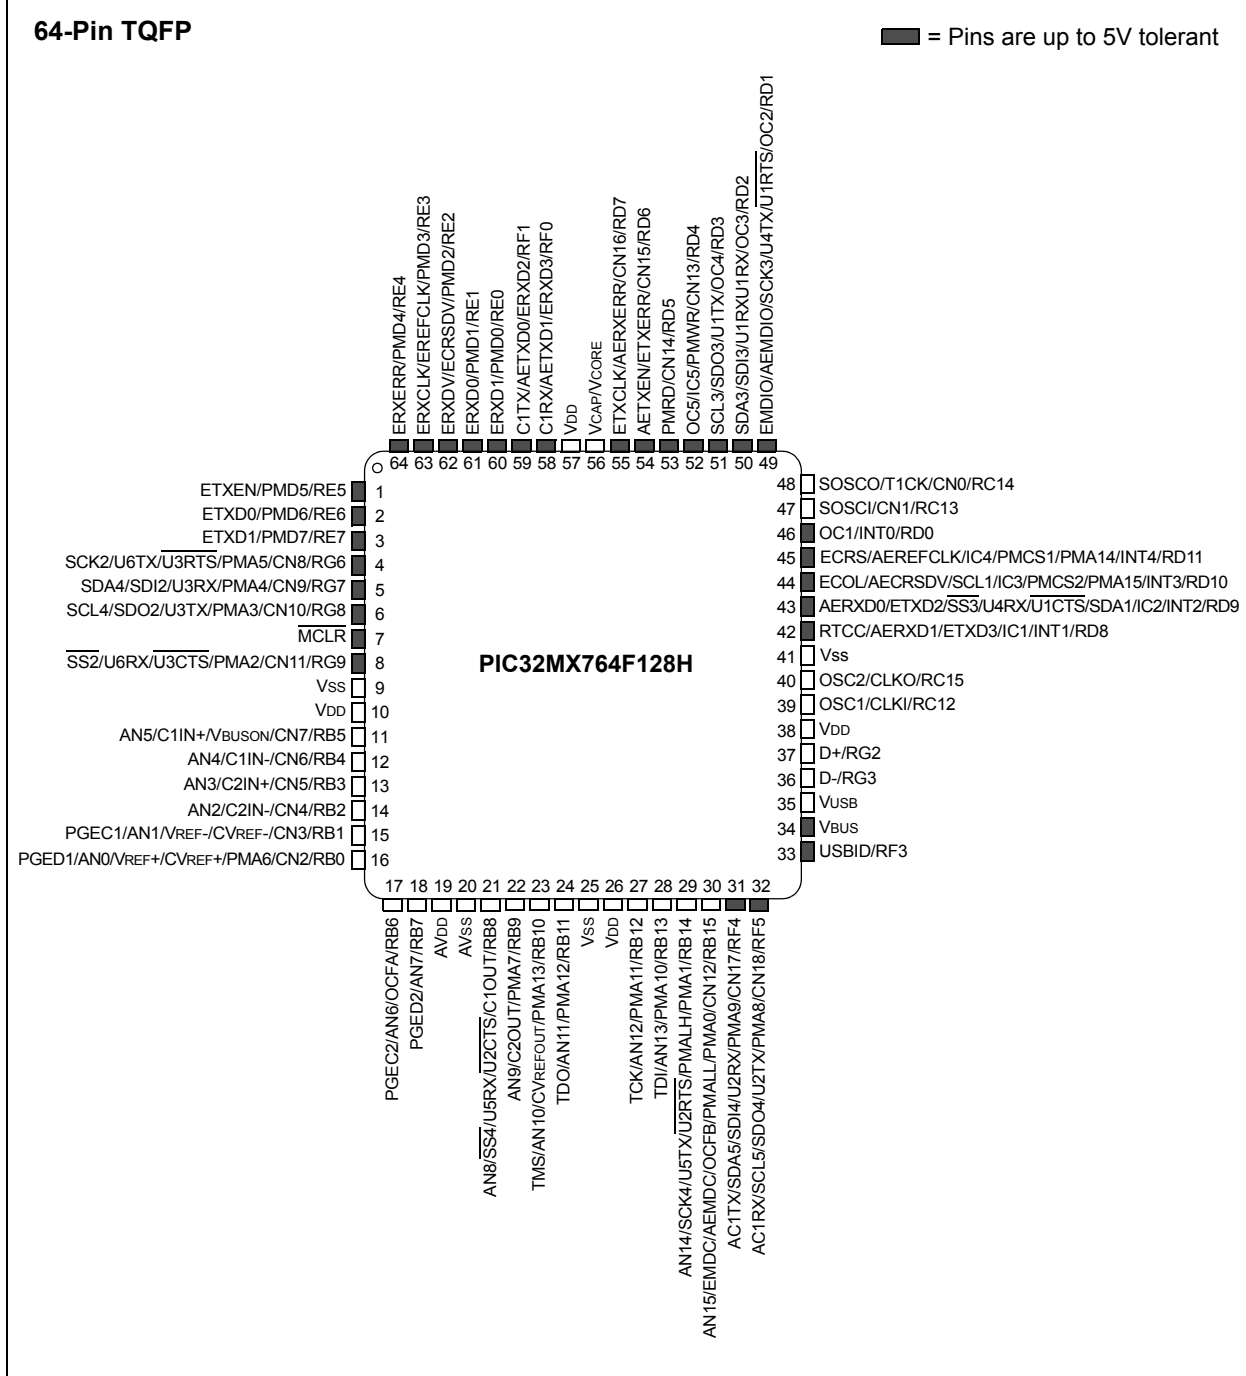 64-Pin TQFP
= Pins are up to 5V tolerant
ERXERR/PMD4/RE4
ERXCLK/EREFCLK/PMD3/RE3
ERXDV/ECRSDV/PMD2/RE2
ERXD0/PMD1/RE1
ERXD1/PMD0/RE0
C1TX/AETXD0/ERXD2/RF1
C1RX/AETXD1/ERXD3/RF0
VDD
VCAP/VCORE
ETXCLK/AERXERR/CN16/RD7
AETXEN/ETXERR/CN15/RD6
PMRD/CN14/RD5
OC5/IC5/PMWR/CN13/RD4
SCL3/SDO3/U1TX/OC4/RD3
SDA3/SDI3/U1RXU1RX/OC3/RD2
EMDIO/AEMDIO/SCK3/U4TX/U1RTS/OC2/RD1
64 63 62 61 60 59 58 57 56 55 54 53 52 51 50 49
ETXEN/PMD5/RE5 1
ETXD0/PMD6/RE6 2
ETXD1/PMD7/RE7 3
SCK2/U6TX/U3RTS/PMA5/CN8/RG6 4
SDA4/SDI2/U3RX/PMA4/CN9/RG7 5
SCL4/SDO2/U3TX/PMA3/CN10/RG8 6
MCLR 7
SS2/U6RX/U3CTS/PMA2/CN11/RG9 8
VSS 9
VDD 10
AN5/C1IN+/VBUSON/CN7/RB5 11
AN4/C1IN-/CN6/RB4 12
AN3/C2IN+/CN5/RB3 13
AN2/C2IN-/CN4/RB2 14
PGEC1/AN1/VREF-/CVREF-/CN3/RB1 15
PGED1/AN0/VREF+/CVREF+/PMA6/CN2/RB0 16
PIC32MX764F128H
48 SOSCO/T1CK/CN0/RC14
47 SOSCI/CN1/RC13
46 OC1/INT0/RD0
45 ECRS/AEREFCLK/IC4/PMCS1/PMA14/INT4/RD11
44 ECOL/AECRSDV/SCL1/IC3/PMCS2/PMA15/INT3/RD10
43 AERXD0/ETXD2/SS3/U4RX/U1CTS/SDA1/IC2/INT2/RD9
42 RTCC/AERXD1/ETXD3/IC1/INT1/RD8
41 Vss
40 OSC2/CLKO/RC15
39 OSC1/CLKI/RC12
38 VDD
37 D+/RG2
36 D-/RG3
35 VUSB
34 VBUS
33 USBID/RF3
17 18 19 20 21 22 23 24 25 26 27 28 29 30 31 32
PGEC2/AN6/OCFA/RB6
PGED2/AN7/RB7
AVDD
AVSS
AN8/SS4/U5RX/U2CTS/C1OUT/RB8
AN9/C2OUT/PMA7/RB9
TMS/AN10/CVREFOUT/PMA13/RB10
TDO/AN11/PMA12/RB11
VSS
VDD
TCK/AN12/PMA11/RB12
TDI/AN13/PMA10/RB13
AN14/SCK4/U5TX/U2RTS/PMALH/PMA1/RB14
AN15/EMDC/AEMDC/OCFB/PMALL/PMA0/CN12/RB15
AC1TX/SDA5/SDI4/U2RX/PMA9/CN17/RF4
AC1RX/SCL5/SDO4/U2TX/PMA8/CN18/RF5